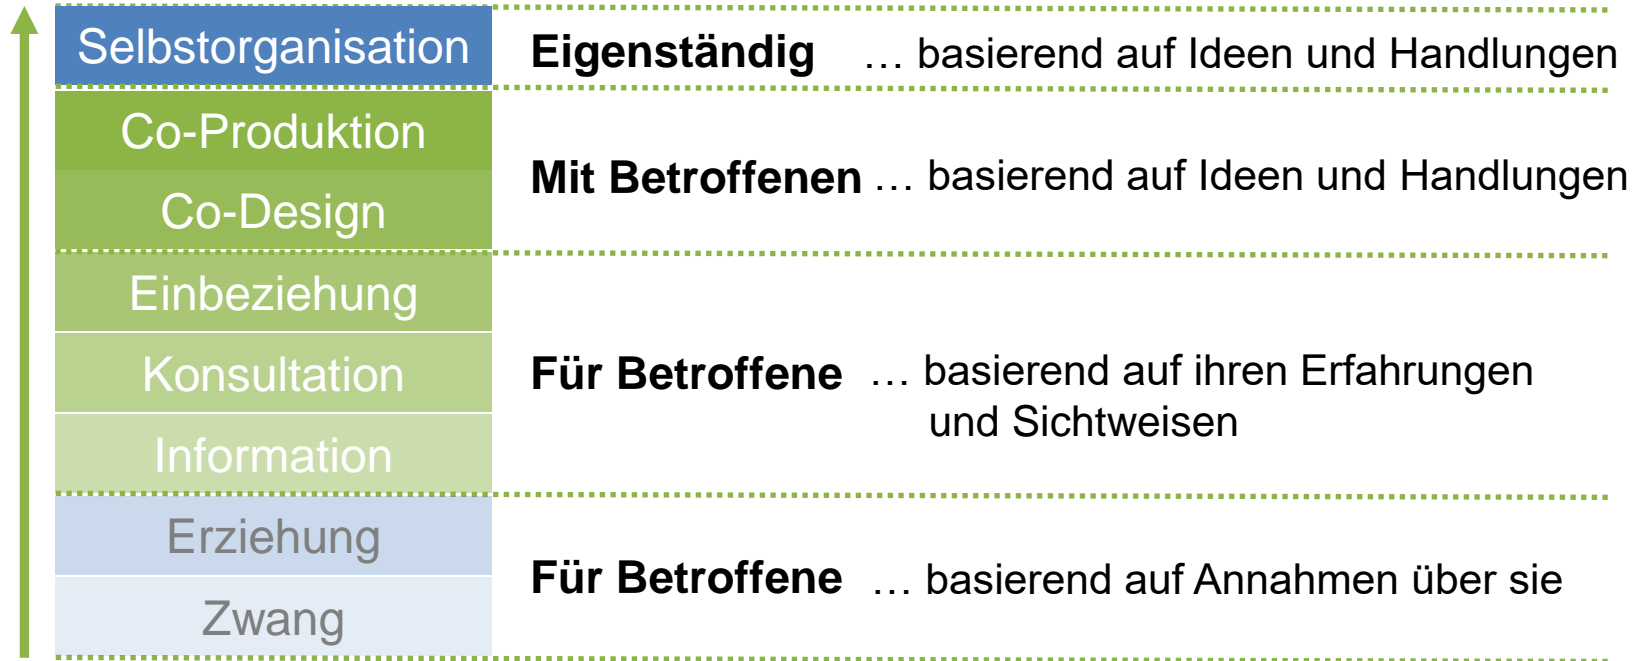 Selbstorganisation
Eigenständig … basierend auf Ideen und Handlungen
Co-Produktion
Co-Design
Mit Betroffenen … basierend auf Ideen und Handlungen
Einbeziehung
Konsultation
Information
Für Betroffene … basierend auf ihren Erfahrungen
und Sichtweisen
Erziehung
Zwang
Für Betroffene … basierend auf Annahmen über sie